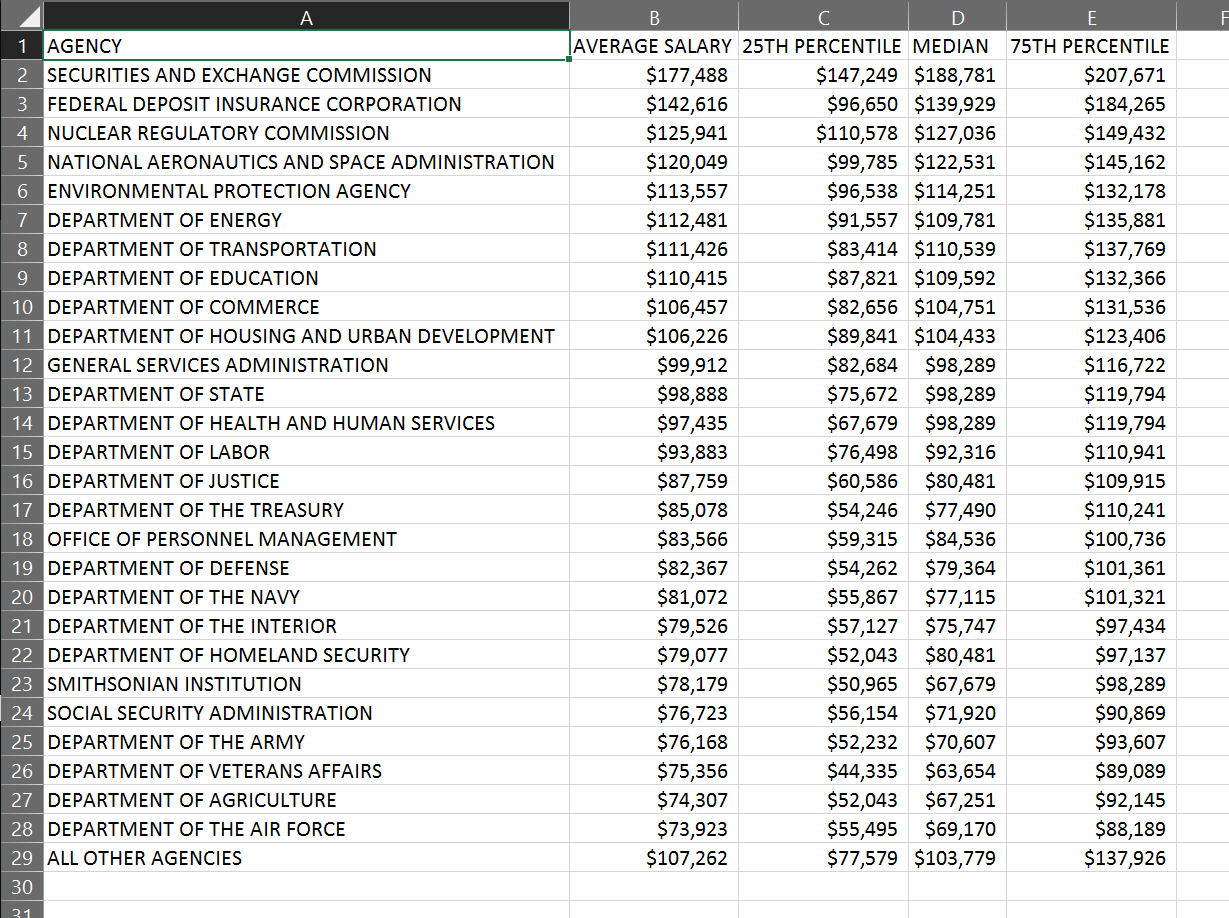 A B C D E F
1 AGENCY AVERAGE SALARY 25TH PERCENTILE MEDIAN 75TH PERCENTILE
2 SECURITIES AND EXCHANGE COMMISSION $177,488 $147,249 $188,781 $207,671
3 FEDERAL DEPOSIT INSURANCE CORPORATION $142,616 $96,650 $139,929 $184,265
4 NUCLEAR REGULATORY COMMISSION $125,941 $110,578 $127,036 $149,432
5 NATIONAL AERONAUTICS AND SPACE ADMINISTRATION $120,049 $99,785 $122,531 $145,162
6 ENVIRONMENTAL PROTECTION AGENCY $113,557 $96,538 $114,251 $132,178
7 DEPARTMENT OF ENERGY $112,481 $91,557 $109,781 $135,881
8 DEPARTMENT OF TRANSPORTATION $111,426 $83,414 $110,539 $137,769
9 DEPARTMENT OF EDUCATION $110,415 $87,821 $109,592 $132,366
10 DEPARTMENT OF COMMERCE $106,457 $82,656 $104,751 $131,536
11 DEPARTMENT OF HOUSING AND URBAN DEVELOPMENT $106,226 $89,841 $104,433 $123,406
12 GENERAL SERVICES ADMINISTRATION $99,912 $82,684 $98,289 $116,722
13 DEPARTMENT OF STATE $98,888 $75,672 $98,289 $119,794
14 DEPARTMENT OF HEALTH AND HUMAN SERVICES $97,435 $67,679 $98,289 $119,794
15 DEPARTMENT OF LABOR $93,883 $76,498 $92,316 $110,941
16 DEPARTMENT OF JUSTICE $87,759 $60,586 $80,481 $109,915
17 DEPARTMENT OF THE TREASURY $85,078 $54,246 $77,490 $110,241
18 OFFICE OF PERSONNEL MANAGEMENT $83,566 $59,315 $84,536 $100,736
19 DEPARTMENT OF DEFENSE $82,367 $54,262 $79,364 $101,361
20 DEPARTMENT OF THE NAVY $81,072 $55,867 $77,115 $101,321
21 DEPARTMENT OF THE INTERIOR $79,526 $57,127 $75,747 $97,434
22 DEPARTMENT OF HOMELAND SECURITY $79,077 $52,043 $80,481 $97,137
23 SMITHSONIAN INSTITUTION $78,179 $50,965 $67,679 $98,289
24 SOCIAL SECURITY ADMINISTRATION $76,723 $56,154 $71,920 $90,869
25 DEPARTMENT OF THE ARMY $76,168 $52,232 $70,607 $93,607
26 DEPARTMENT OF VETERANS AFFAIRS $75,356 $44,335 $63,654 $89,089
27 DEPARTMENT OF AGRICULTURE $74,307 $52,043 $67,251 $92,145
28 DEPARTMENT OF THE AIR FORCE $73,923 $55,495 $69,170 $88,189
29 ALL OTHER AGENCIES $107,262 $77,579 $103,779 $137,926
30
31